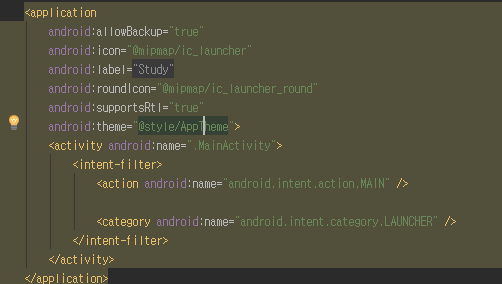 <application
android:allowBackup="true"
android:icon="@mipmap/ic_launcher"
android:label="Study"
android:roundIcon="@mipmap/ic_launcher_round"
android:supportsRtl="true"
android:theme="@style/AppTheme">
<activity android:name=".MainActivity">
<intent-filter>
<action android:name="android.intent.action.MAIN" />
<category android:name="android.intent.category.LAUNCHER" />
</intent-filter>
</activity>
</application>